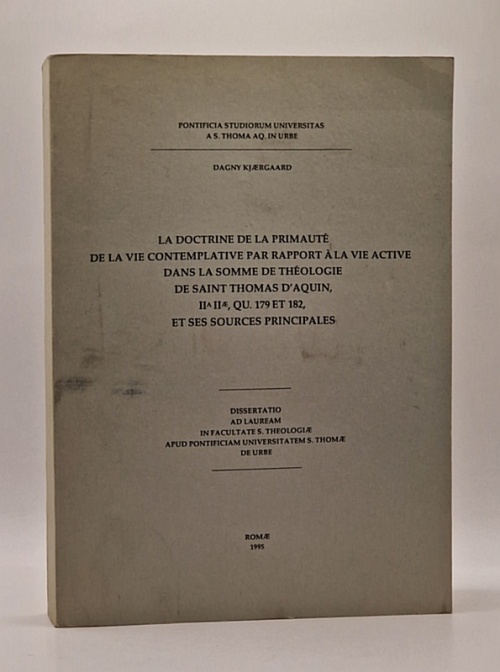 PONTIFICIA STUDIORUM UNIVERSITAS
A S. THOMA AQ. IN URBE
DAGNY KJÆRGAARD
LA DOCTRINE DE LA PRIMAUTÉ
DE LA VIE CONTEMPLATIVE PAR RAPPORT À LA VIE ACTIVE
DANS LA SOMME DE THÉOLOGIE
DE SAINT THOMAS D'AQUIN,
IIA IIÆ, QU. 179 ET 182,
ET SES SOURCES PRINCIPALES
DISSERTATIO
AD LAUREAM
IN FACULTATE S. THEOLOGIÆ
APUD PONTIFICIAM UNIVERSITATEM S. THOMÆ
DE URBE
ROMÆ
1995